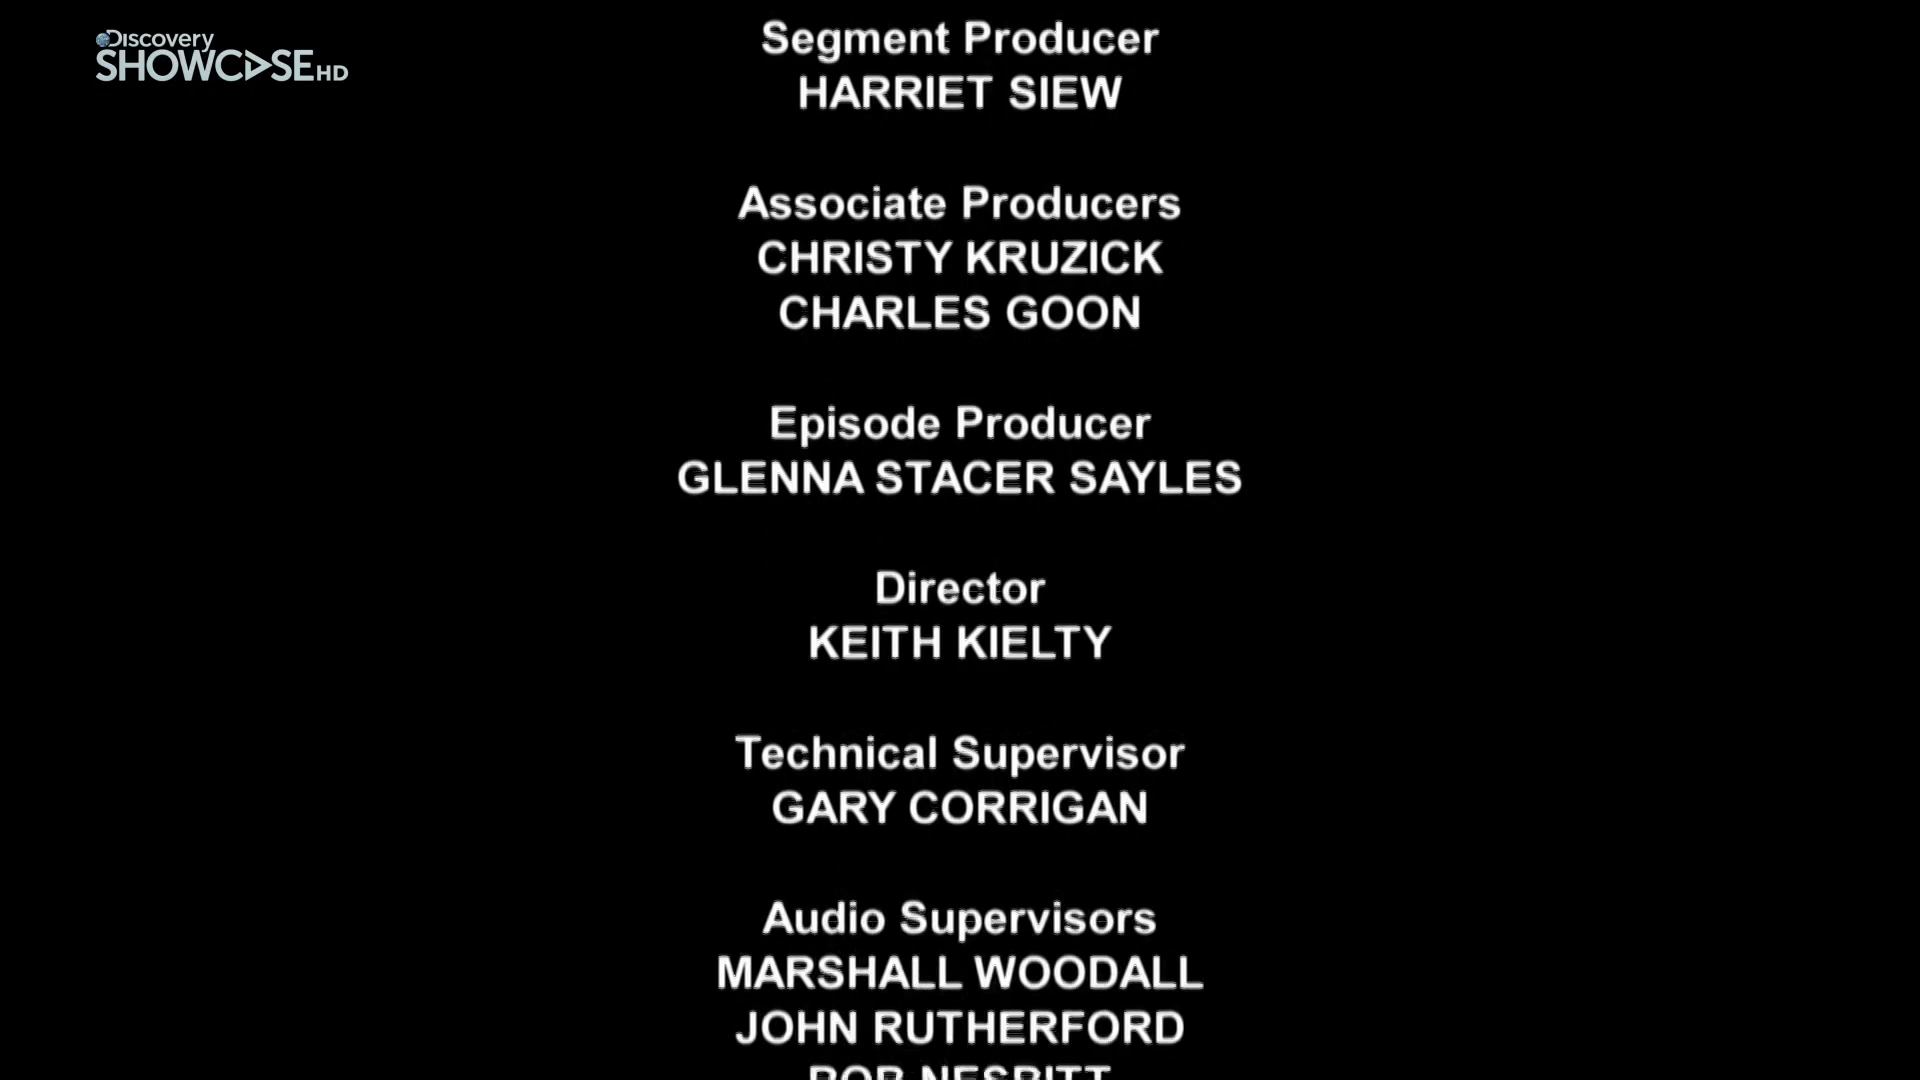 Discovery
SHOWCASE HD
Segment Producer
HARRIET SIEW
Associate Producers
CHRISTY KRUZICK
CHARLES GOON
Episode Producer
GLENNA STACER SAYLES
Director
KEITH KIELTY
Technical Supervisor
GARY CORRIGAN
Audio Supervisors
MARSHALL WOODALL
JOHN RUTHERFORD
NESBITT